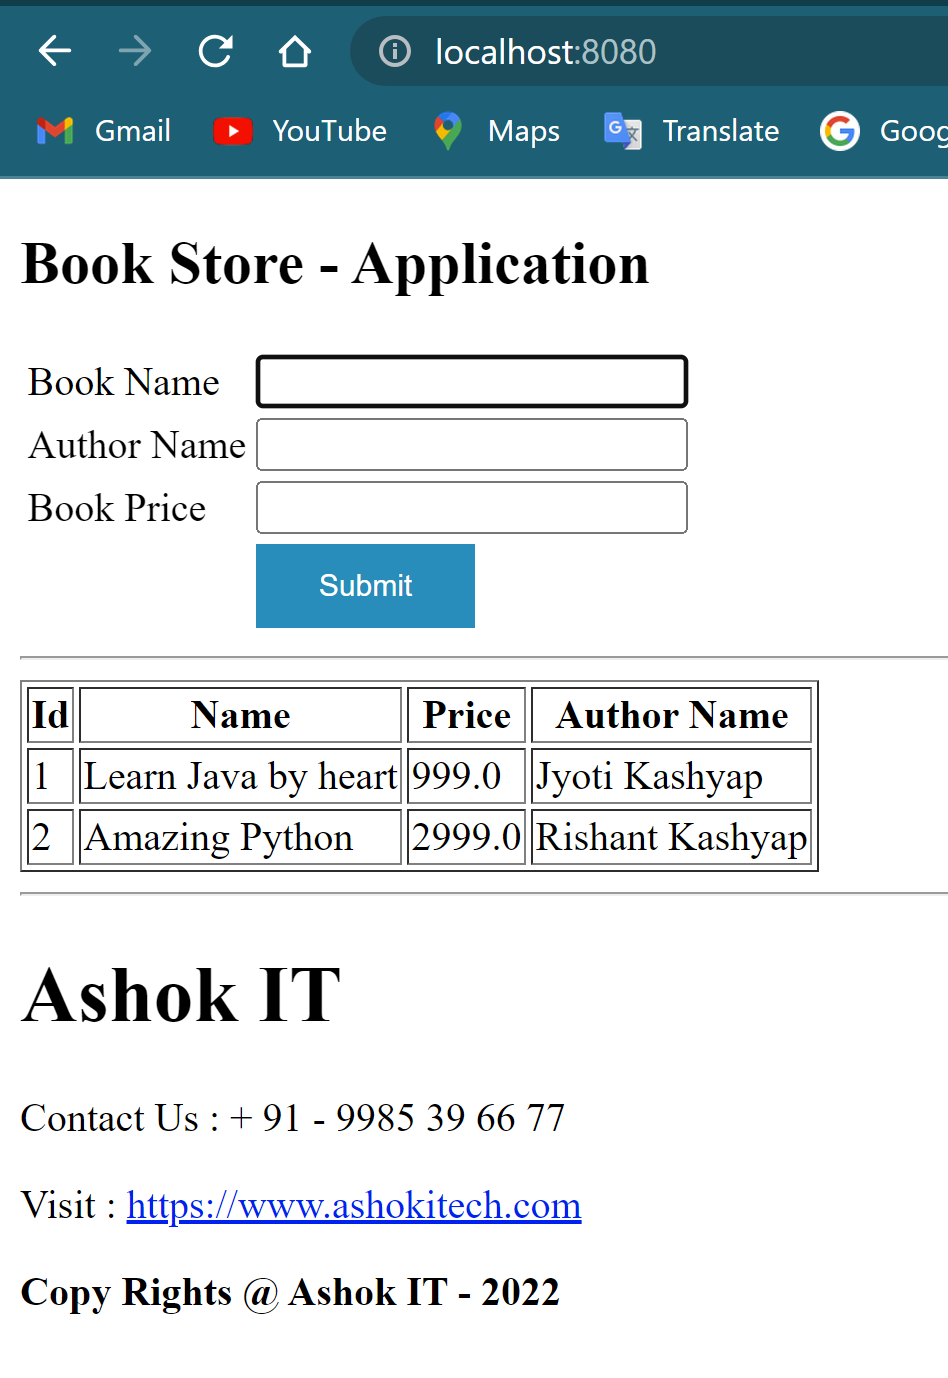 localhost:8080
Gmail YouTube Maps Translate Goog
Book Store - Application
Book Name
Author Name
Book Price
Submit
Id Name Price Author Name
1 Learn Java by heart 999.0 Jyoti Kashyap
2 Amazing Python 2999.0 Rishant Kashyap
Ashok IT
Contact Us : + 91 - 9985 39 66 77
Visit : https://www.ashokitech.com
Copy Rights @ Ashok IT - 2022